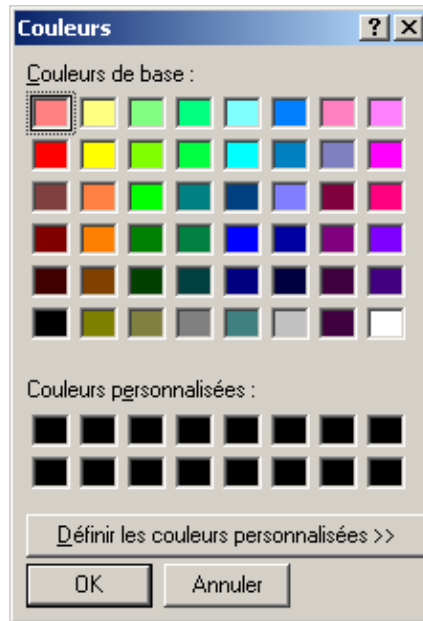 Couleurs
Couleurs de base :
Couleurs personnalisées :
Définir les couleurs personnalisées >>
OK Annuler